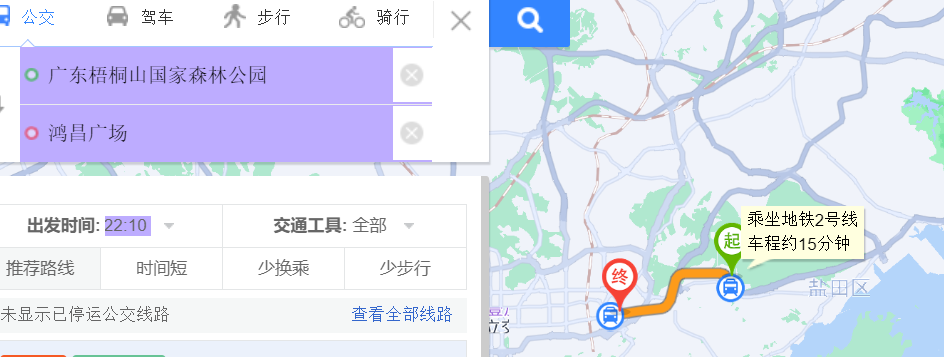 公交 驾车 步行 骑行
广东梧桐山国家森林公园
鸿昌广场
出发时间: 22:10 交通工具: 全部
推荐路线 时间短 少换乘 少步行
未显示已停运公交线路 查看全部线路
乘坐地铁2号线
车程约15分钟
起
终
盐田区